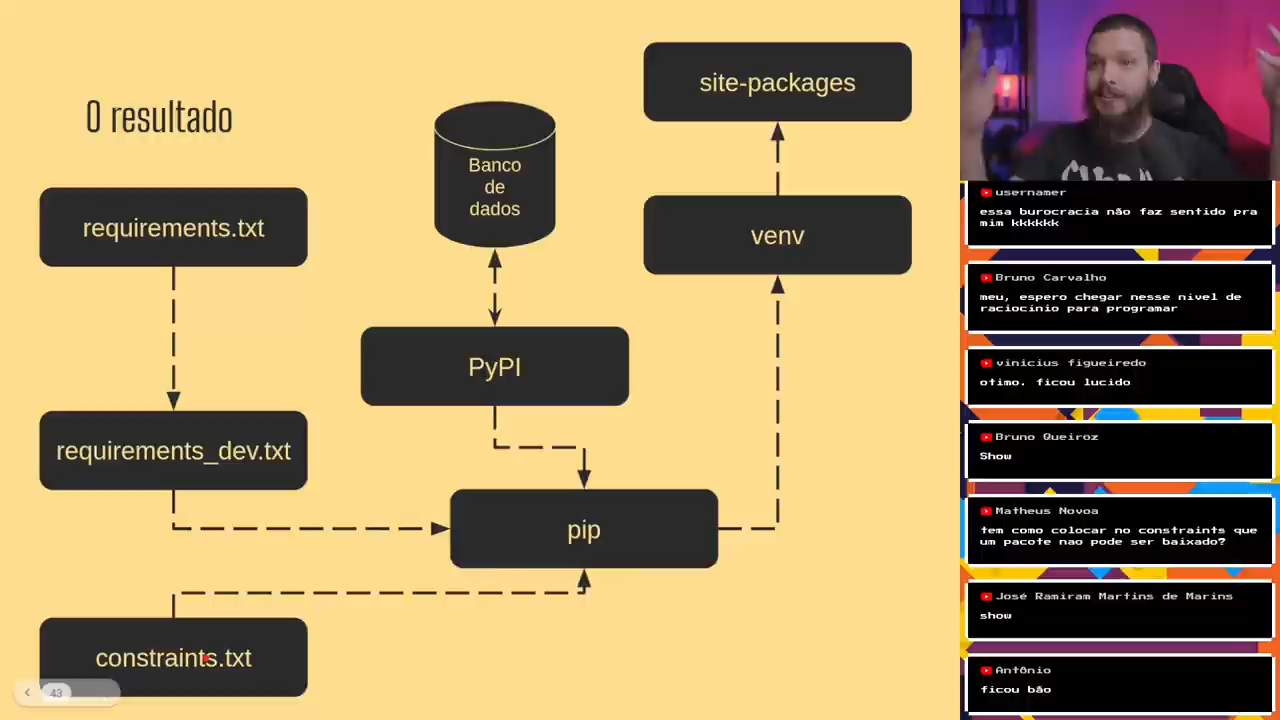 O resultado
requirements.txt
requirements_dev.txt
constraints.txt
Banco
de
dados
PyPI
pip
site-packages
venv
43
usernamer
essa burocracia não faz sentido pra
mim kkkkkk
Bruno Carvalho
meu, espero chegar nesse nivel de
raciocinio para programar
vinicius figueiredo
otimo. ficou lucido
Bruno Queiroz
Show
Matheus Novoa
tem como colocar no constraints que
um pacote nao pode ser baixado?
José Ramiram Martins de Marins
show
Antônio
ficou bão